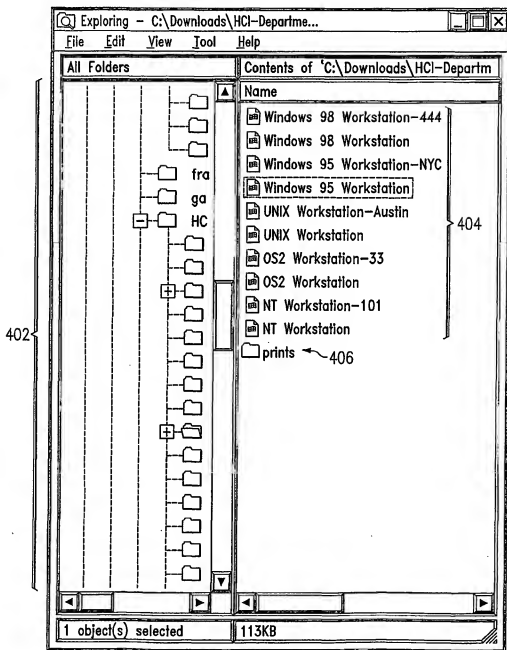 Exploring - C:\Downloads\HCI-Departme...
File Edit View Tool Help
All Folders
Contents of 'C:\Downloads\HCI-Departm
Name
Windows 98 Workstation-444
Windows 98 Workstation
Windows 95 Workstation-NYC
Windows 95 Workstation
UNIX Workstation-Austin
UNIX Workstation
OS2 Workstation-33
OS2 Workstation
NT Workstation-101
NT Workstation
prints
406
404
fra
ga
HC
402
1 object(s) selected
113KB